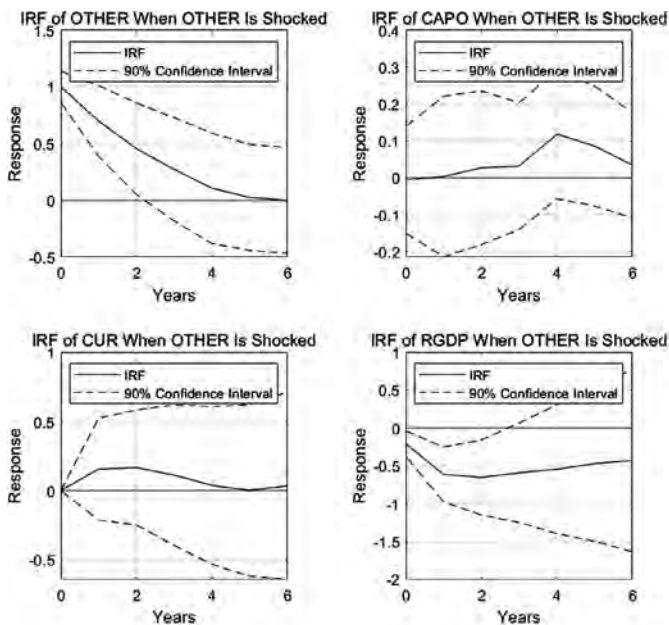 IRF of OTHER When OTHER Is Shocked
1.5
1
0.5
0
-0.5
Response
IRF
90% Confidence Interval
0 2 4 6
Years
IRF of CAPO When OTHER Is Shocked
0.4
0.3
0.2
0.1
0
-0.1
-0.2
Response
IRF
90% Confidence Interval
0 2 4 6
Years
IRF of CUR When OTHER Is Shocked
1
0.5
0
-0.5
Response
IRF
90% Confidence Interval
0 2 4 6
Years
IRF of RGDP When OTHER Is Shocked
1
0.5
0
-0.5
-1
-1.5
-2
Response
IRF
90% Confidence Interval
0 2 4 6
Years